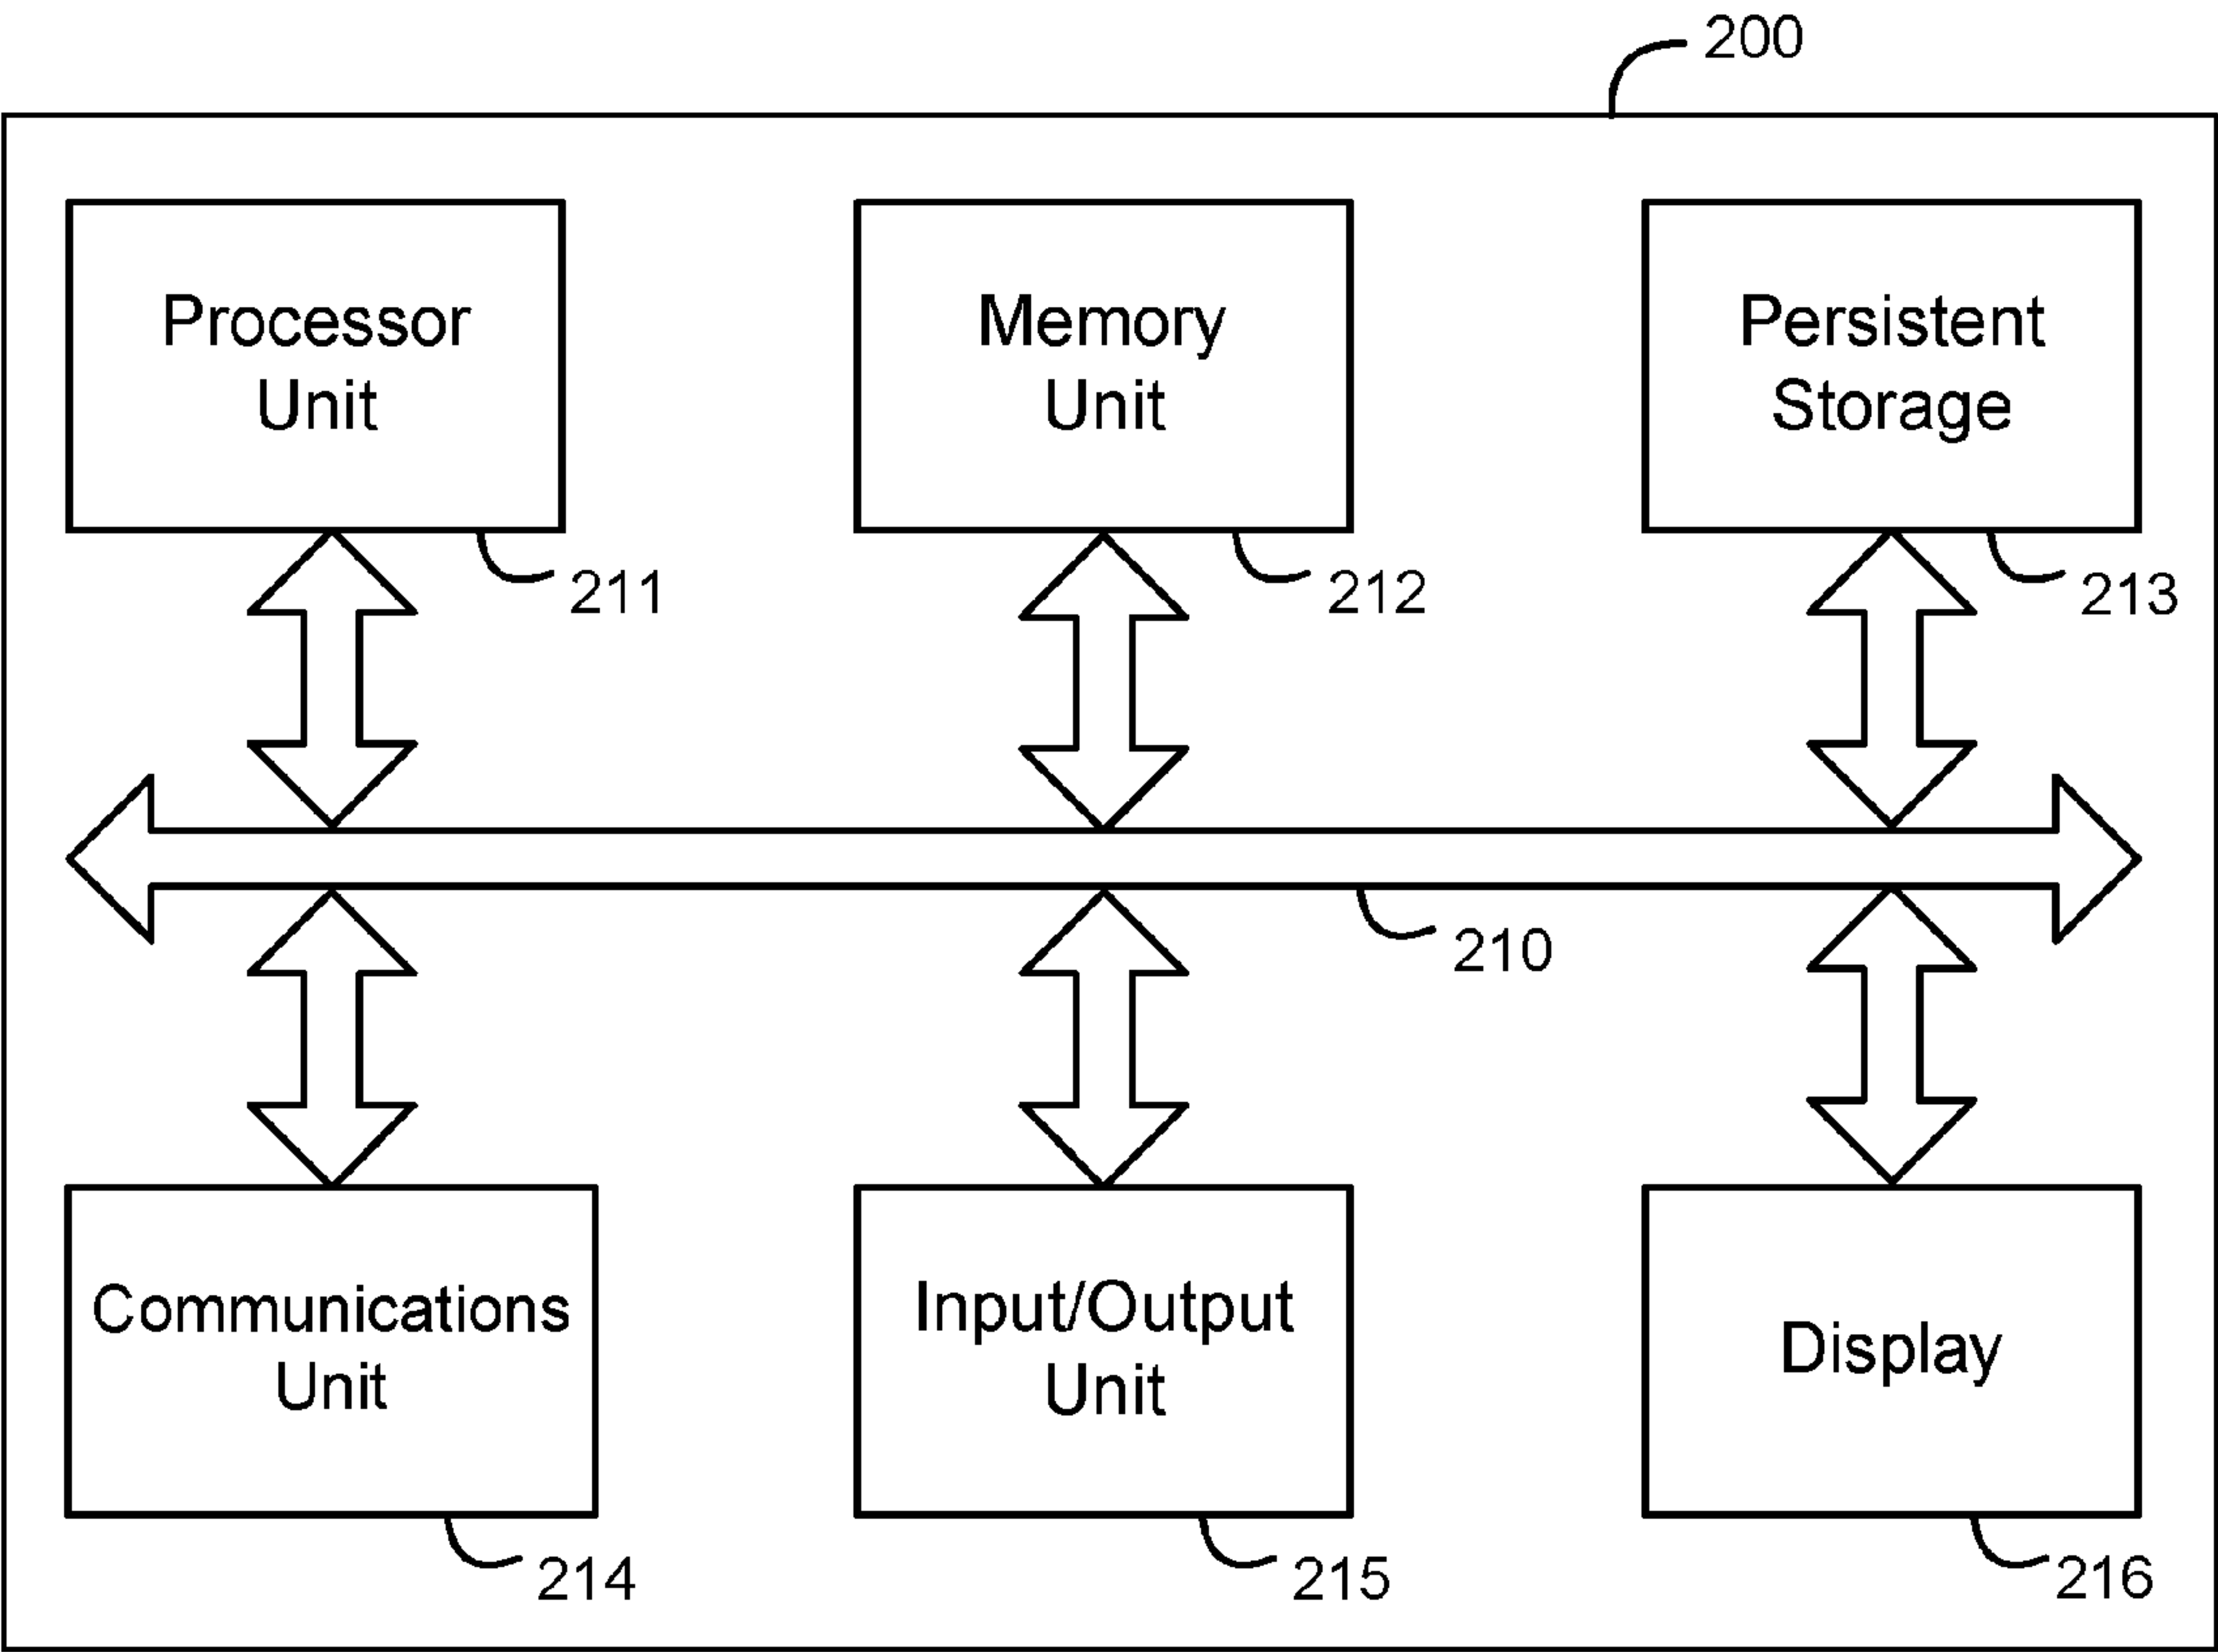 200
Processor
Unit
211
Memory
Unit
212
Persistent
Storage
213
210
Communications
Unit
214
Input/Output
Unit
215
Display
216